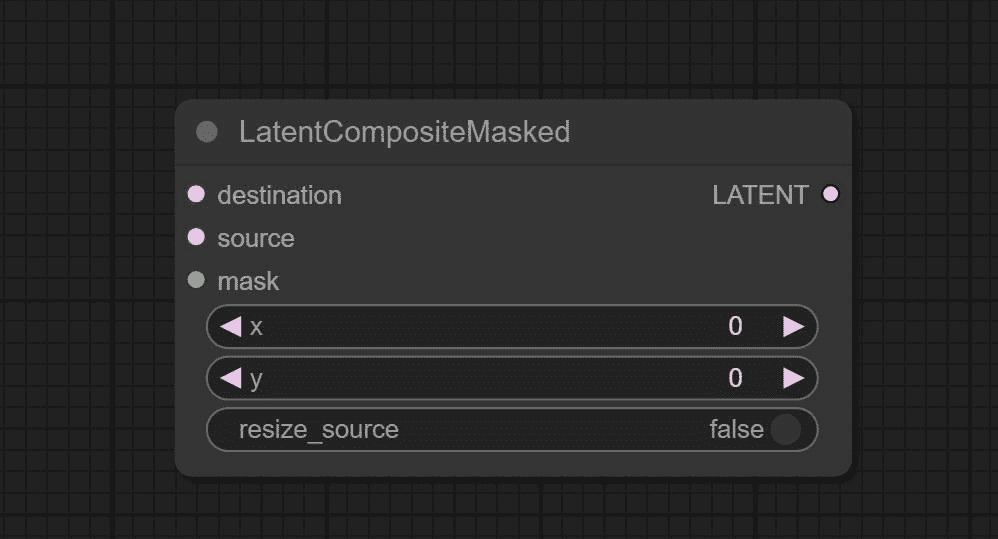 LatentCompositeMasked
destination LATENT
source
mask
x 0
y 0
resize_source false